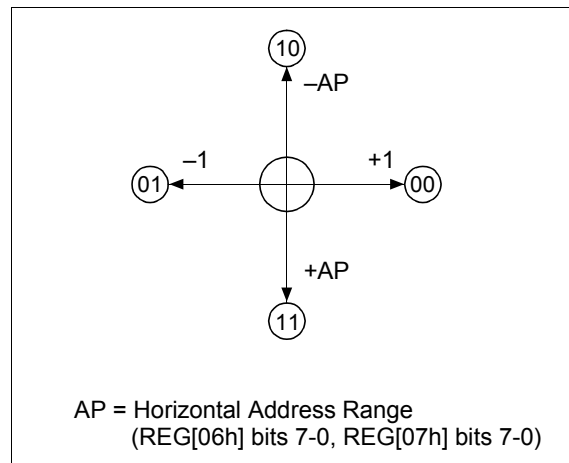 10
–AP
–1
+1
01
00
+AP
11
AP = Horizontal Address Range
(REG[06h] bits 7-0, REG[07h] bits 7-0)